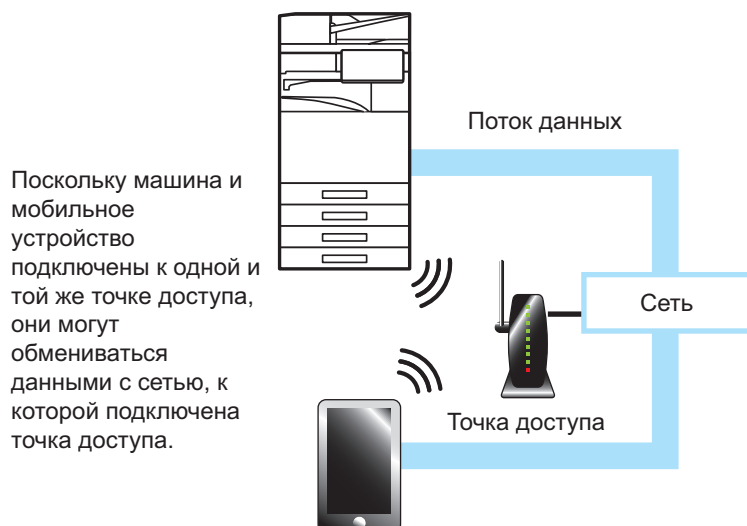 Поток данных
Поскольку машина и
мобильное
устройство
подключены к одной и
той же точке доступа,
они могут
обмениваться
данными с сетью, к
которой подключена
точка доступа.
Сеть
Точка доступа